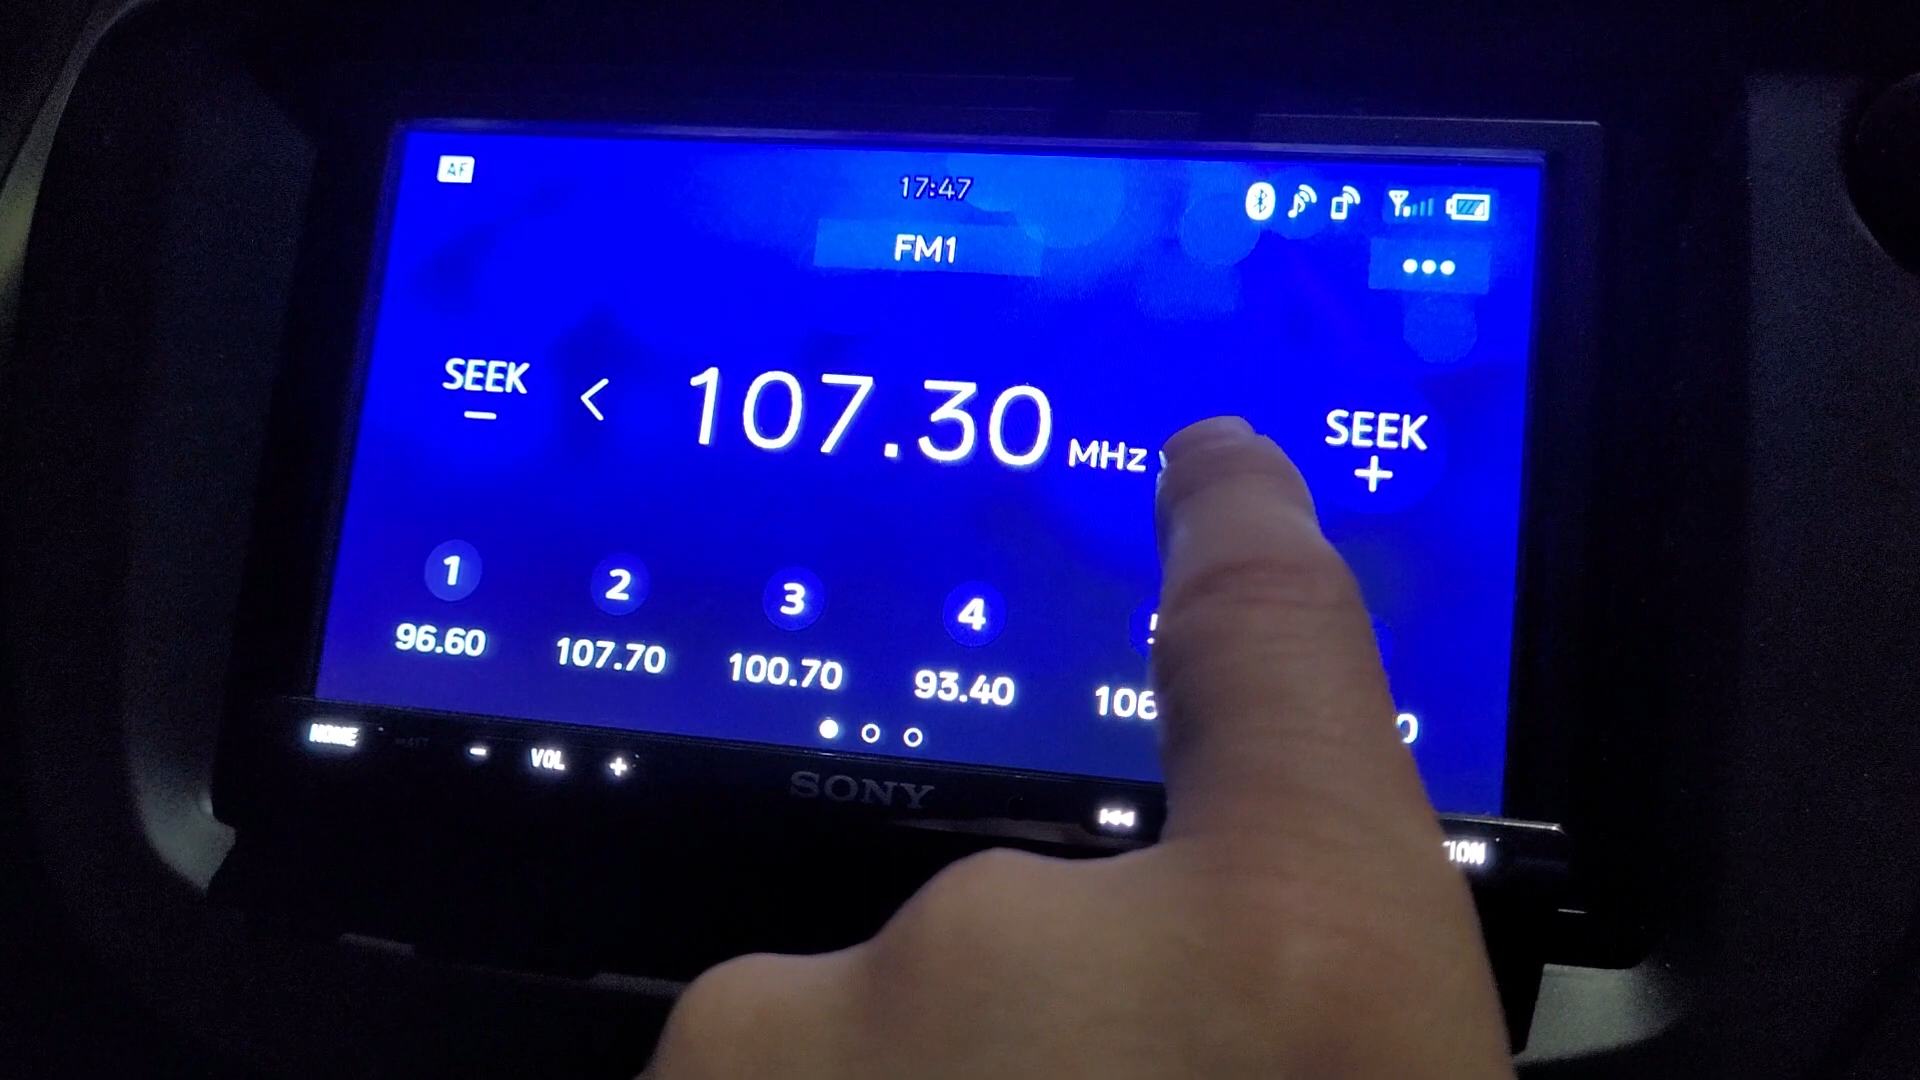 AF
17:47
FM1
•••
SEEK
−
<
107.30 MHz
SEEK
+
1
2
3
4
96.60
107.70
100.70
93.40
106
HOME
− VOL +
SONY